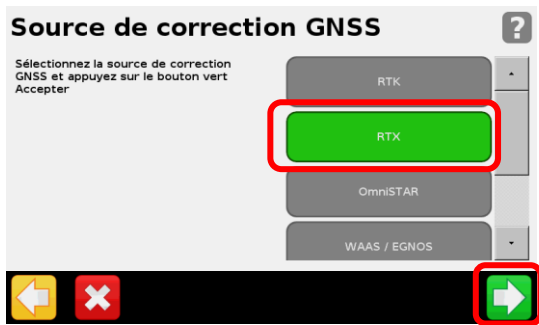 Source de correction GNSS
?
Sélectionnez la source de correction
GNSS et appuyez sur le bouton vert
Accepter
RTK
RTX
OmniSTAR
WAAS / EGNOS